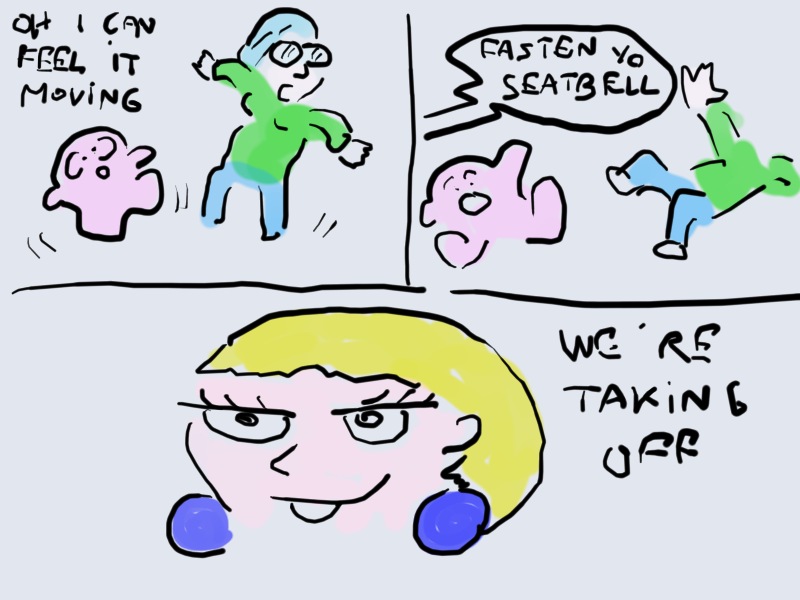 OH I CAN
FEEL IT
MOVING
FASTEN YO
SEATBELL
WE'RE
TAKING
OFF